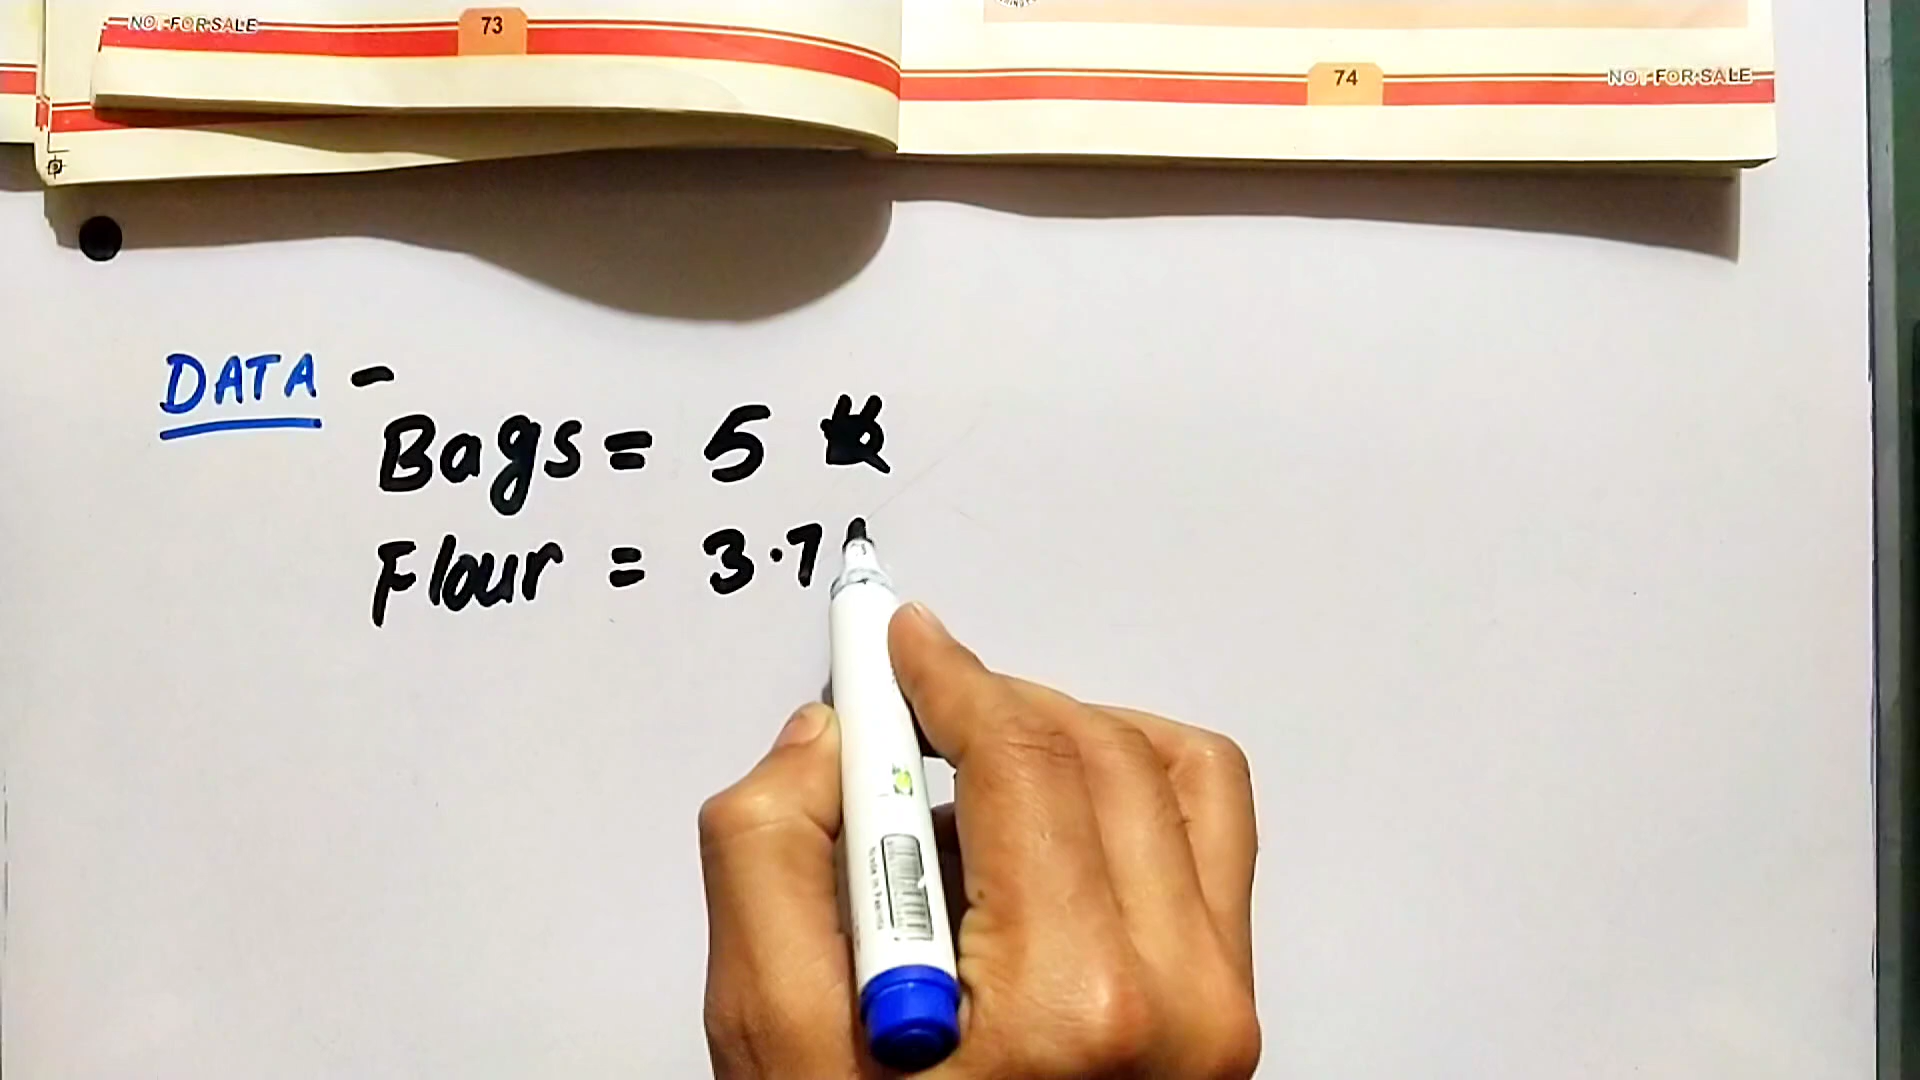 NOT FOR SALE
73
74
NOT FOR SALE
DATA -
Bags = 5
Flour = 3.7